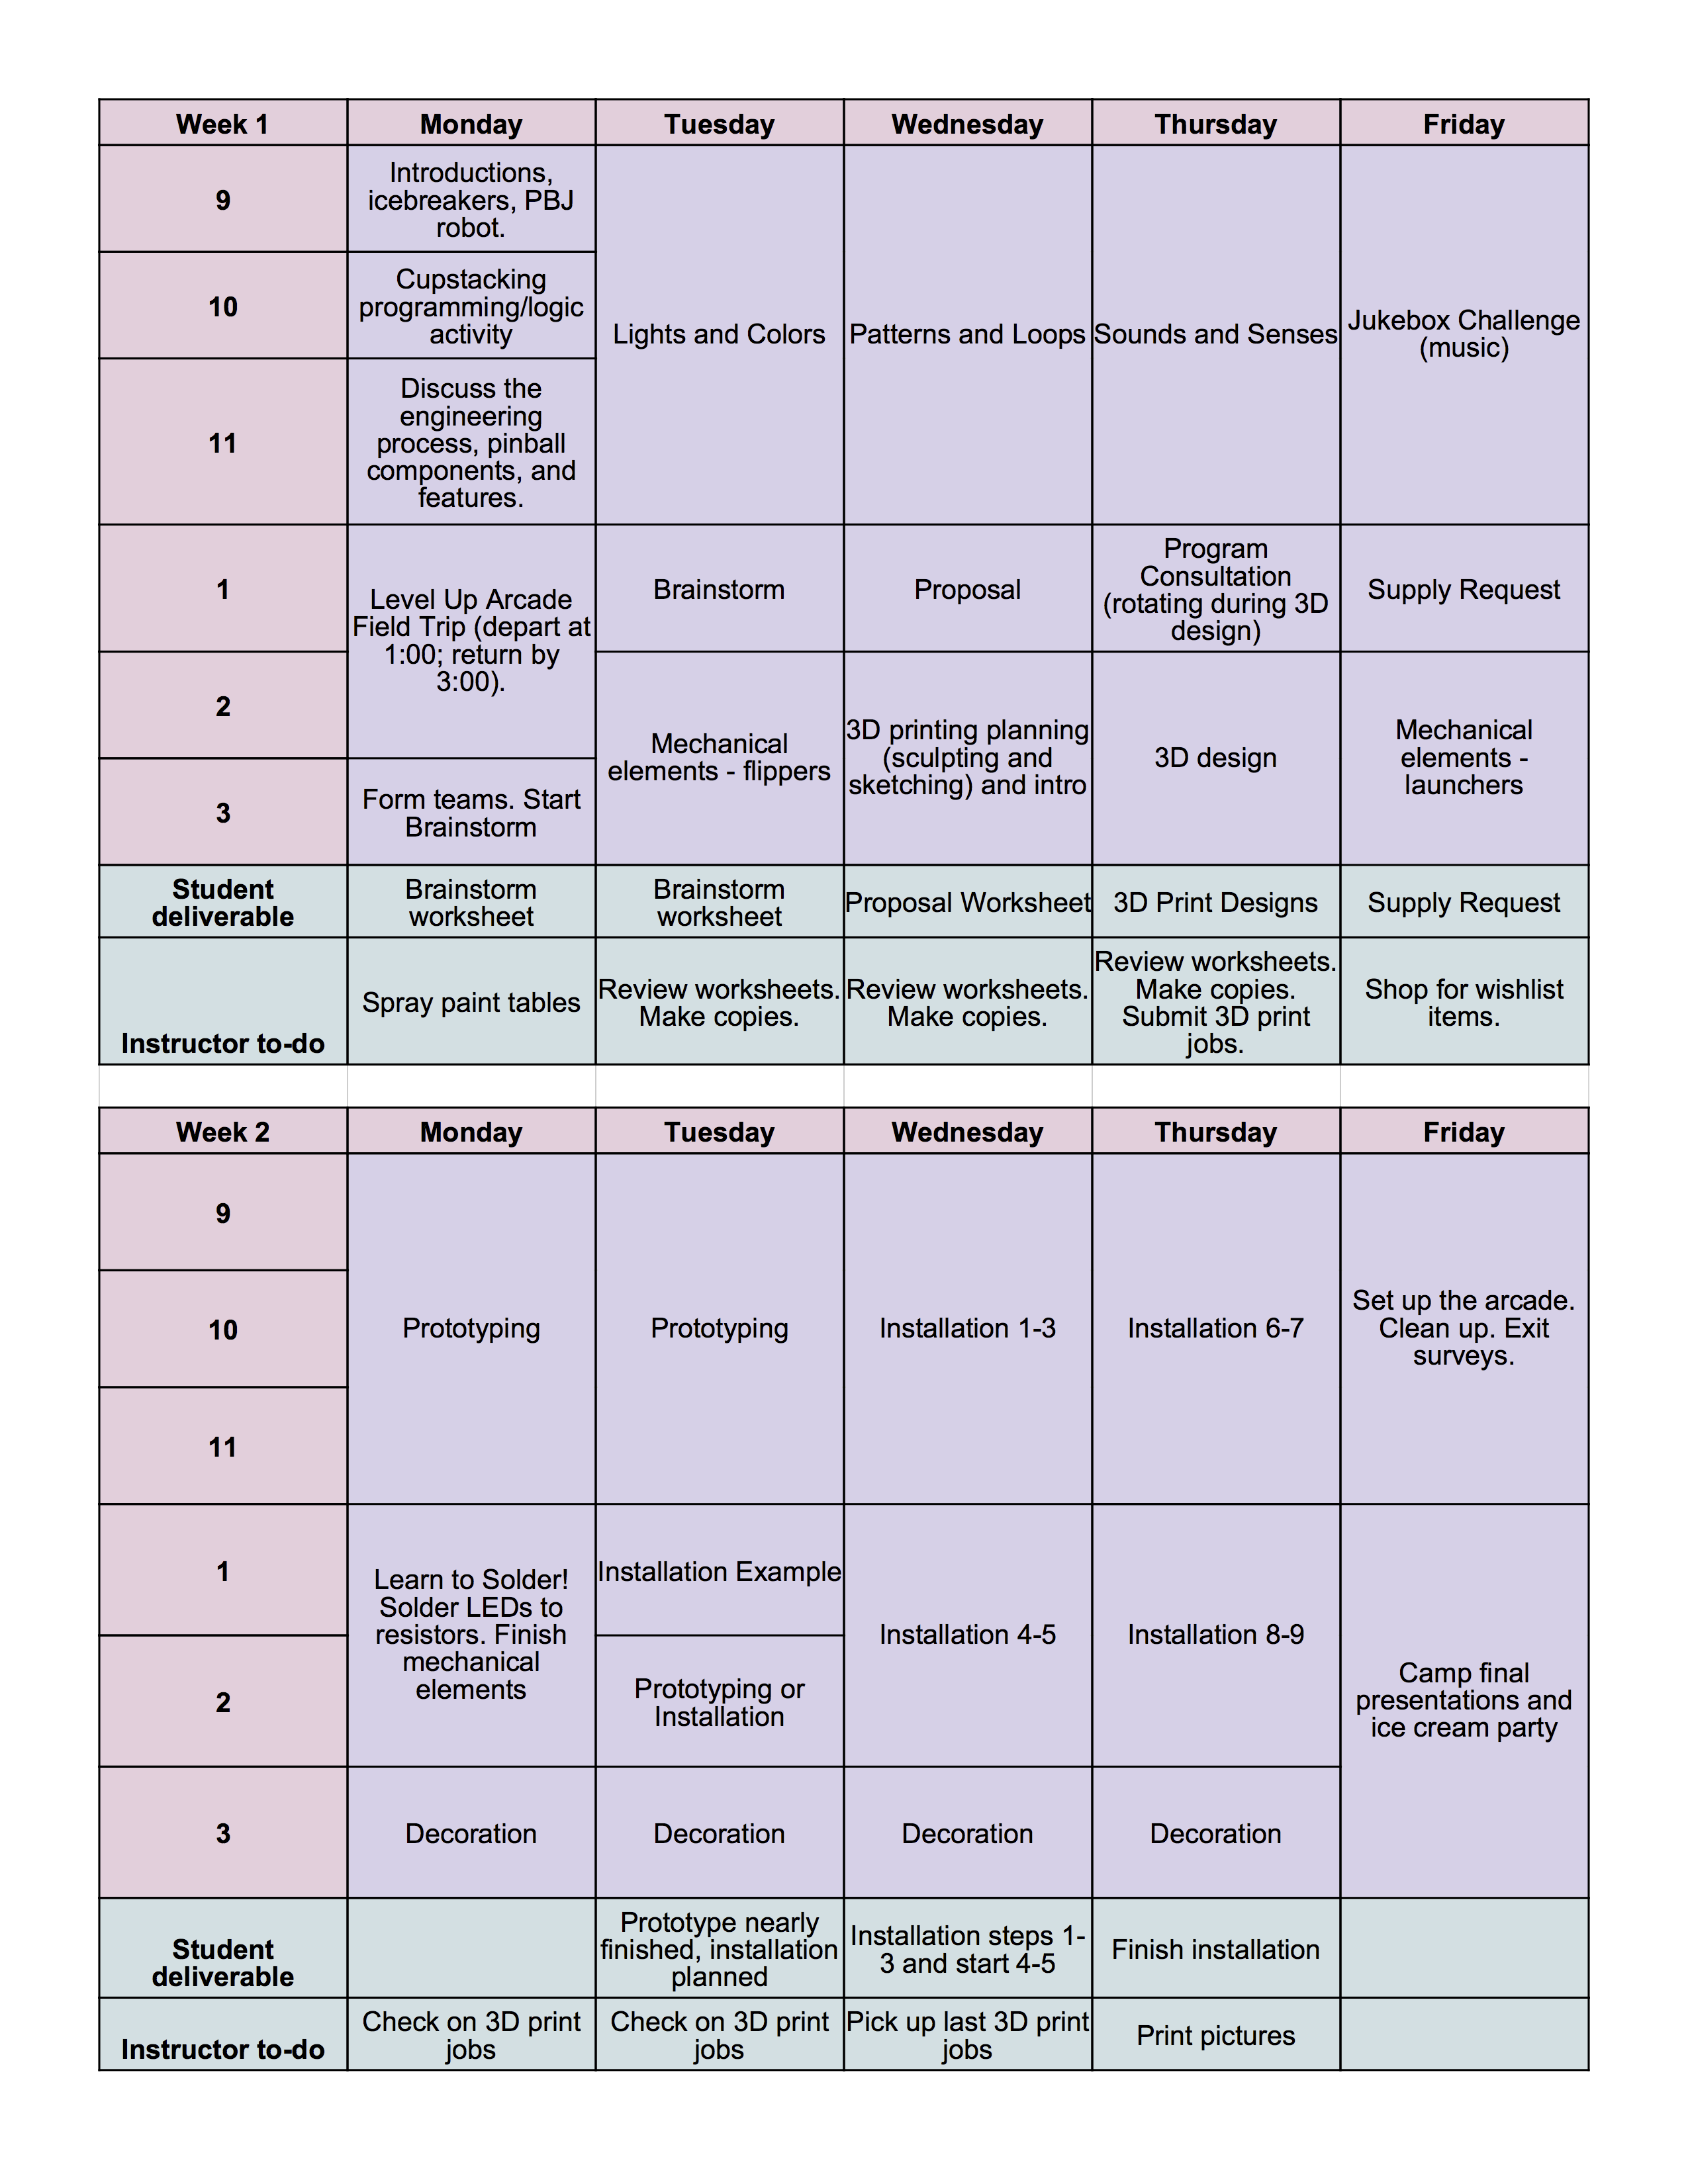 Week 1 Monday Tuesday Wednesday Thursday Friday
9
Introductions,
icebreakers, PBJ
robot.
10
Cupstacking
programming/logic
activity
11
Discuss the
engineering
process, pinball
components, and
features.
Lights and Colors
Patterns and Loops
Sounds and Senses
Jukebox Challenge
(music)
1
Level Up Arcade
Field Trip (depart at
1:00; return by
3:00).
Brainstorm
Proposal
Program
Consultation
(rotating during 3D
design)
Supply Request
2
Mechanical
elements - flippers
3D printing planning
(sculpting and
sketching) and intro
3D design
Mechanical
elements -
launchers
3
Form teams. Start
Brainstorm
Student
deliverable
Brainstorm
worksheet
Brainstorm
worksheet
Proposal Worksheet
3D Print Designs
Supply Request
Instructor to-do
Spray paint tables
Review worksheets.
Make copies.
Review worksheets.
Make copies.
Review worksheets.
Make copies.
Submit 3D print
jobs.
Shop for wishlist
items.
Week 2 Monday Tuesday Wednesday Thursday Friday
9
10
11
Prototyping
Prototyping
Installation 1-3
Installation 6-7
Set up the arcade.
Clean up. Exit
surveys.
1
Learn to Solder!
Solder LEDs to
resistors. Finish
mechanical
elements
Installation Example
Installation 4-5
Installation 8-9
Camp final
presentations and
ice cream party
2
Prototyping or
Installation
3
Decoration
Decoration
Decoration
Decoration
Student
deliverable
Prototype nearly
finished, installation
planned
Installation steps 1-
3 and start 4-5
Finish installation
Instructor to-do
Check on 3D print
jobs
Check on 3D print
jobs
Pick up last 3D print
jobs
Print pictures